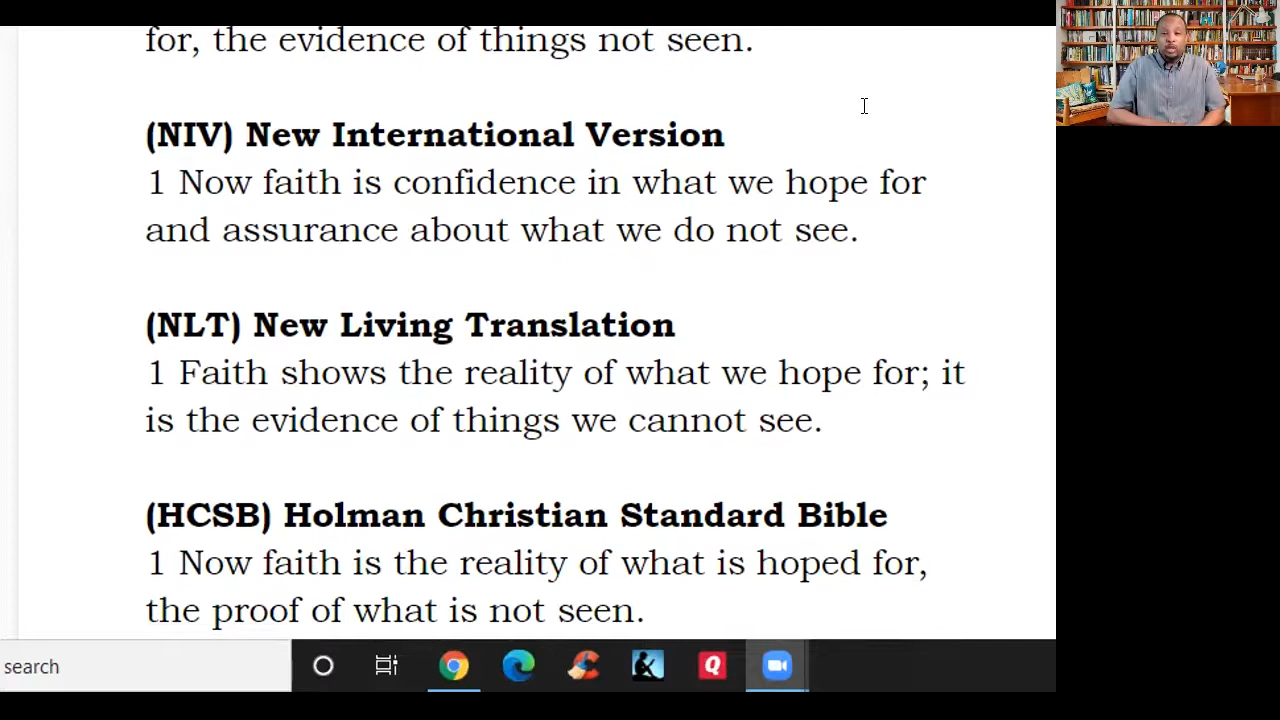 for, the evidence of things not seen.
(NIV) New International Version
1 Now faith is confidence in what we hope for
and assurance about what we do not see.
(NLT) New Living Translation
1 Faith shows the reality of what we hope for; it
is the evidence of things we cannot see.
(HCSB) Holman Christian Standard Bible
1 Now faith is the reality of what is hoped for,
the proof of what is not seen.
search
Q